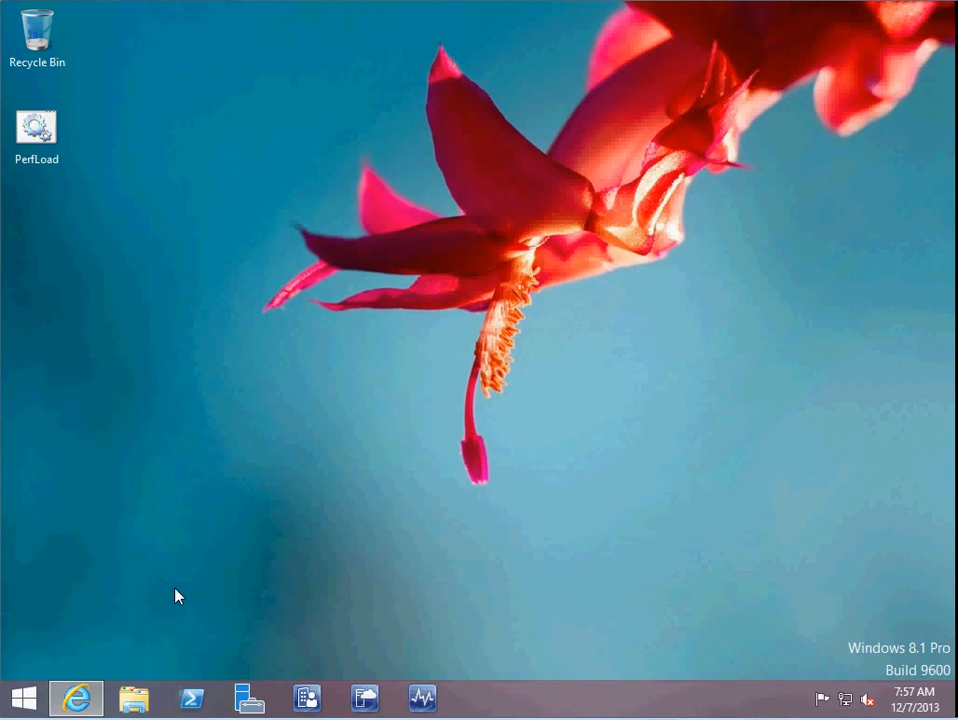 Recycle Bin
PerfLoad
Windows 8.1 Pro
Build 9600
7:57 AM
12/7/2013